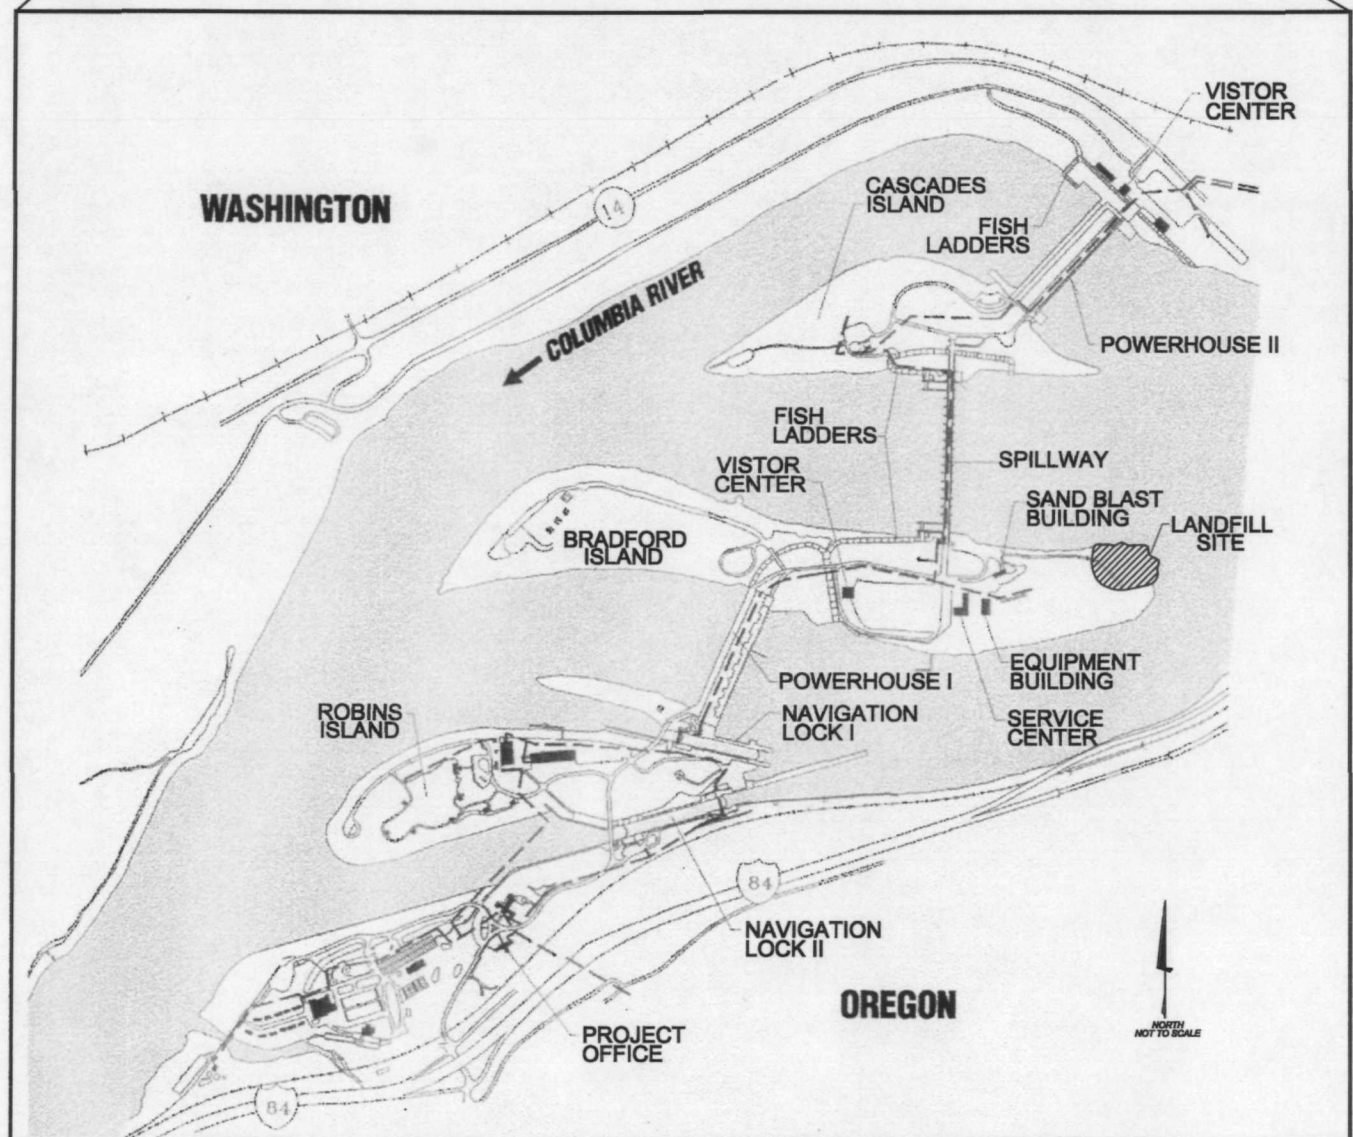 VISTOR
CENTER
WASHINGTON
14
CASCADES
ISLAND
FISH
LADDERS
COLUMBIA RIVER
POWERHOUSE II
FISH
LADDERS
SPILLWAY
VISTOR
CENTER
SAND BLAST
BUILDING
LANDFILL
SITE
BRADFORD
ISLAND
EQUIPMENT
BUILDING
POWERHOUSE I
ROBINS
ISLAND
NAVIGATION
LOCK I
SERVICE
CENTER
84
NAVIGATION
LOCK II
OREGON
NORTH
NOT TO SCALE
PROJECT
OFFICE
84